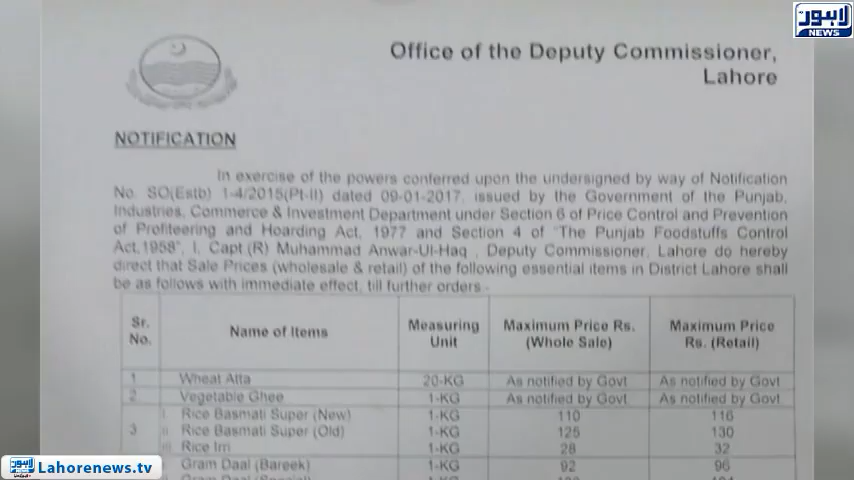 لاہور
NEWS
Office of the Deputy Commissioner,
Lahore
NOTIFICATION
In exercise of the powers conferred upon the undersigned by way of Notification
No. SO(Estb) 1-4/2015(Pt-II) dated 09-01-2017, issued by the Government of the Punjab,
Industries, Commerce & Investment Department under Section 6 of Price Control and Prevention
of Profiteering and Hoarding Act, 1977 and Section 4 of "The Punjab Foodstuffs Control
Act,1958", I, Capt (R) Muhammad Anwar-Ul-Haq , Deputy Commissioner, Lahore do hereby
direct that Sale Prices (wholesale & retail) of the following essential items in District Lahore shall
be as follows with immediate effect, till further orders:-
Sr. No. Name of Items Measuring Unit Maximum Price Rs. (Whole Sale) Maximum Price Rs. (Retail)
1 Wheat Atta 20-KG As notified by Govt As notified by Govt
2 Vegetable Ghee 1-KG As notified by Govt As notified by Govt
i. Rice Basmati Super (New) 1-KG 110 116
3 ii. Rice Basmati Super (Old) 1-KG 125 130
iii. Rice Irri 1-KG 28 32
Gram Daal (Bareek) 1-KG 92 96
لاہور
Lahorenews.tv